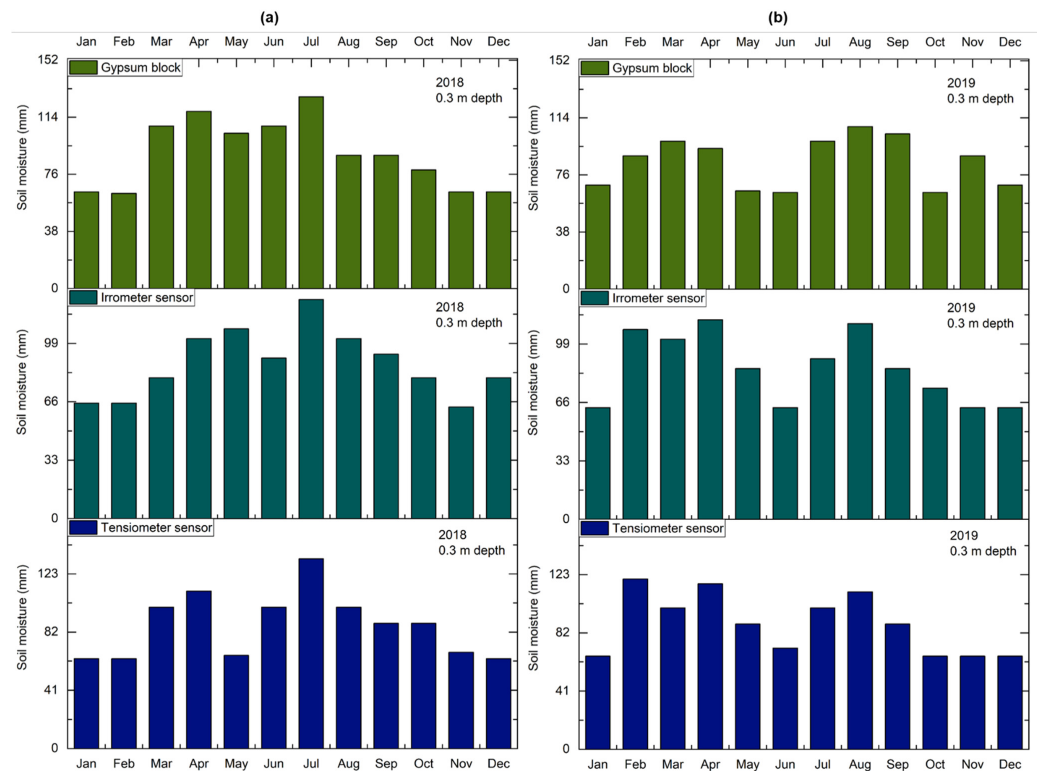 (a)
Jan Feb Mar Apr May Jun Jul Aug Sep Oct Nov Dec
152
Gypsum block
2018
0.3 m depth
114
76
38
0
Soil moisture (mm)
Irrometer sensor
2018
0.3 m depth
99
66
33
0
Soil moisture (mm)
Tensiometer sensor
2018
0.3 m depth
123
82
41
0
Soil moisture (mm)
Jan Feb Mar Apr May Jun Jul Aug Sep Oct Nov Dec
(b)
Jan Feb Mar Apr May Jun Jul Aug Sep Oct Nov Dec
152
Gypsum block
2019
0.3 m depth
114
76
38
0
Soil moisture (mm)
Irrometer sensor
2019
0.3 m depth
99
66
33
0
Soil moisture (mm)
Tensiometer sensor
2019
0.3 m depth
123
82
41
0
Soil moisture (mm)
Jan Feb Mar Apr May Jun Jul Aug Sep Oct Nov Dec